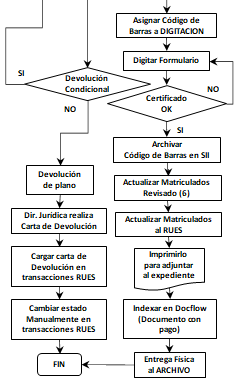 Asignar Código de
Barras a DIGITACION
Digitar Formulario
SI
Devolución
Condicional
NO
Certificado
OK
NO
SI
Archivar
Código de Barras en SII
Devolución
de plano
Actualizar Matriculados
Revisado (6)
Dir. Jurídica realiza
Carta de Devolución
Actualizar Matriculados
al RUES
Cargar carta de
Devolución en
transacciones RUES
Imprimirlo
para adjuntar
al expediente
Cambiar estado
Manualmente en
transacciones RUES
Indexar en Docflow
(Documento con
pago)
FIN
Entrega Física
al ARCHIVO